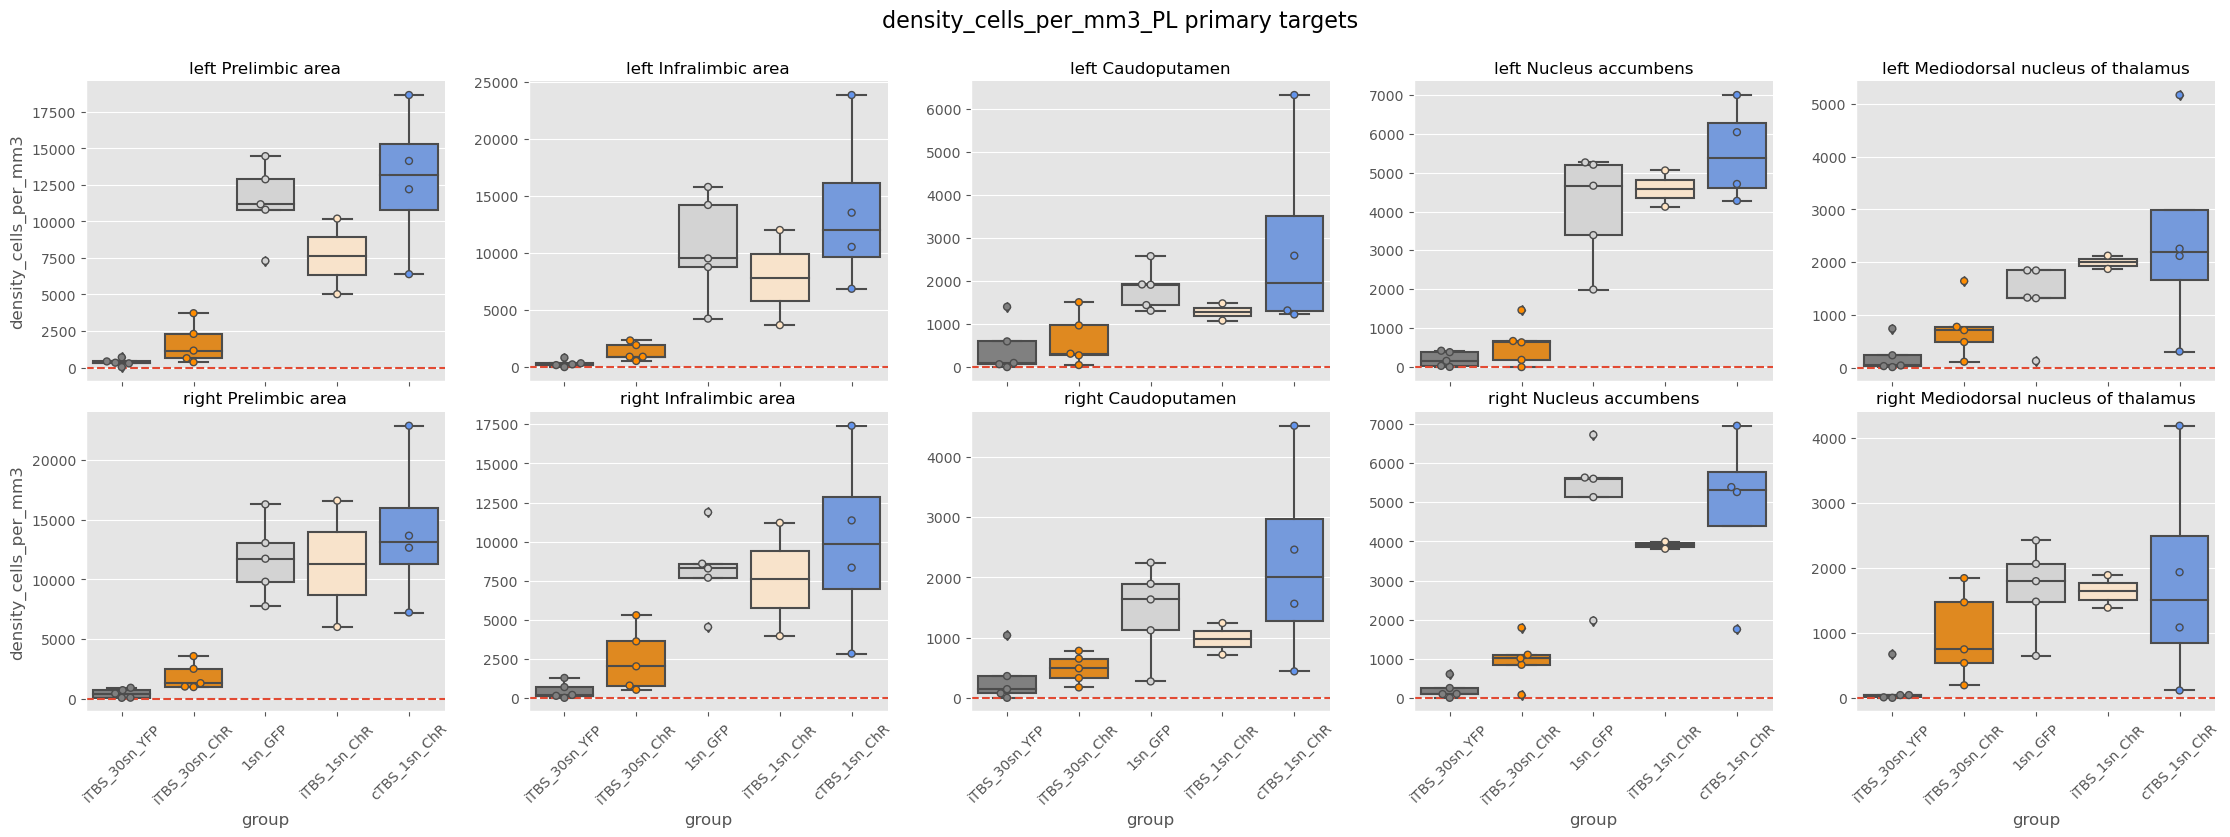 density_cells_per_mm3_PL primary targets
left Prelimbic area
left Infralimbic area
left Caudoputamen
left Nucleus accumbens
left Mediodorsal nucleus of thalamus
density_cells_per_mm3
17500
15000
12500
10000
7500
5000
2500
0
25000
20000
15000
10000
5000
0
6000
5000
4000
3000
2000
1000
0
7000
6000
5000
4000
3000
2000
1000
0
5000
4000
3000
2000
1000
0
right Prelimbic area
right Infralimbic area
right Caudoputamen
right Nucleus accumbens
right Mediodorsal nucleus of thalamus
density_cells_per_mm3
20000
15000
10000
5000
0
17500
15000
12500
10000
7500
5000
2500
0
4000
3000
2000
1000
0
7000
6000
5000
4000
3000
2000
1000
0
4000
3000
2000
1000
0
iTBS_30sn_YFP
iTBS_30sn_ChR
1sn_GFP
iTBS_1sn_ChR
cTBS_1sn_ChR
iTBS_30sn_YFP
iTBS_30sn_ChR
1sn_GFP
iTBS_1sn_ChR
cTBS_1sn_ChR
iTBS_30sn_YFP
iTBS_30sn_ChR
1sn_GFP
iTBS_1sn_ChR
cTBS_1sn_ChR
iTBS_30sn_YFP
iTBS_30sn_ChR
1sn_GFP
iTBS_1sn_ChR
cTBS_1sn_ChR
iTBS_30sn_YFP
iTBS_30sn_ChR
1sn_GFP
iTBS_1sn_ChR
cTBS_1sn_ChR
group
group
group
group
group